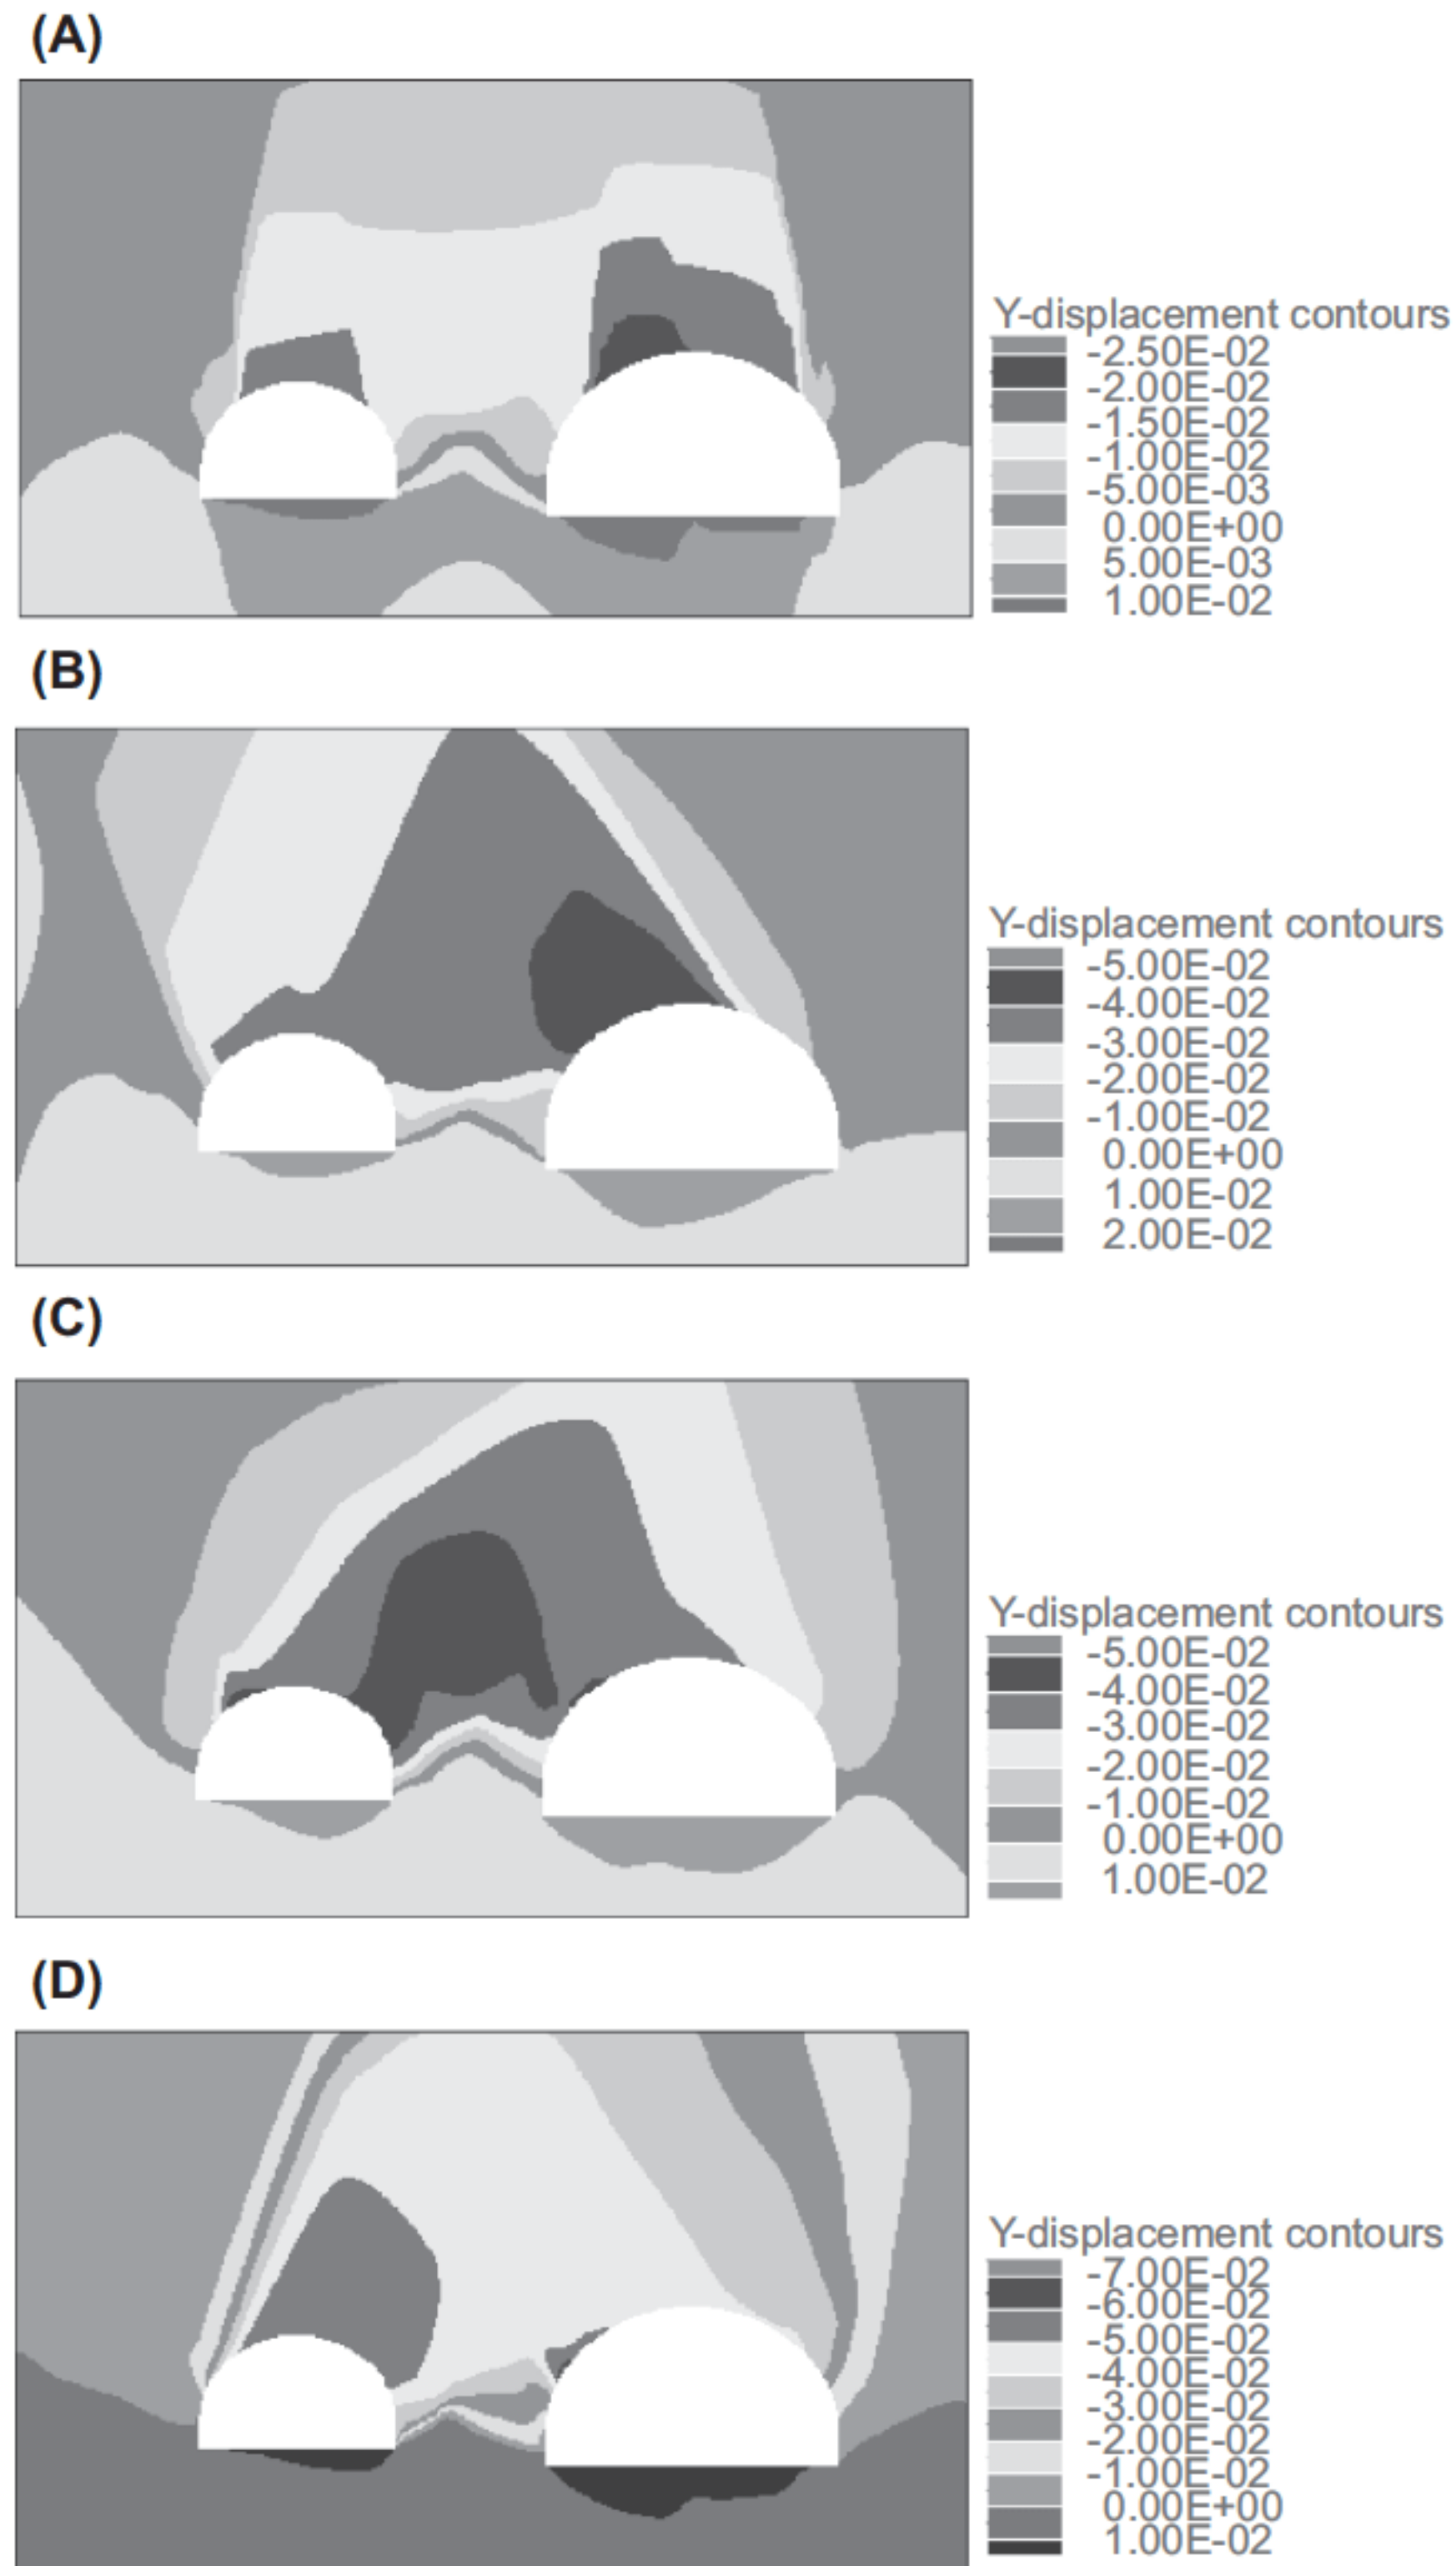 (A)
Y-displacement contours
-2.50E-02
-2.00E-02
-1.50E-02
-1.00E-02
-5.00E-03
0.00E+00
5.00E-03
1.00E-02
(B)
Y-displacement contours
-5.00E-02
-4.00E-02
-3.00E-02
-2.00E-02
-1.00E-02
0.00E+00
1.00E-02
2.00E-02
(C)
Y-displacement contours
-5.00E-02
-4.00E-02
-3.00E-02
-2.00E-02
-1.00E-02
0.00E+00
1.00E-02
(D)
Y-displacement contours
-7.00E-02
-6.00E-02
-5.00E-02
-4.00E-02
-3.00E-02
-2.00E-02
-1.00E-02
0.00E+00
1.00E-02